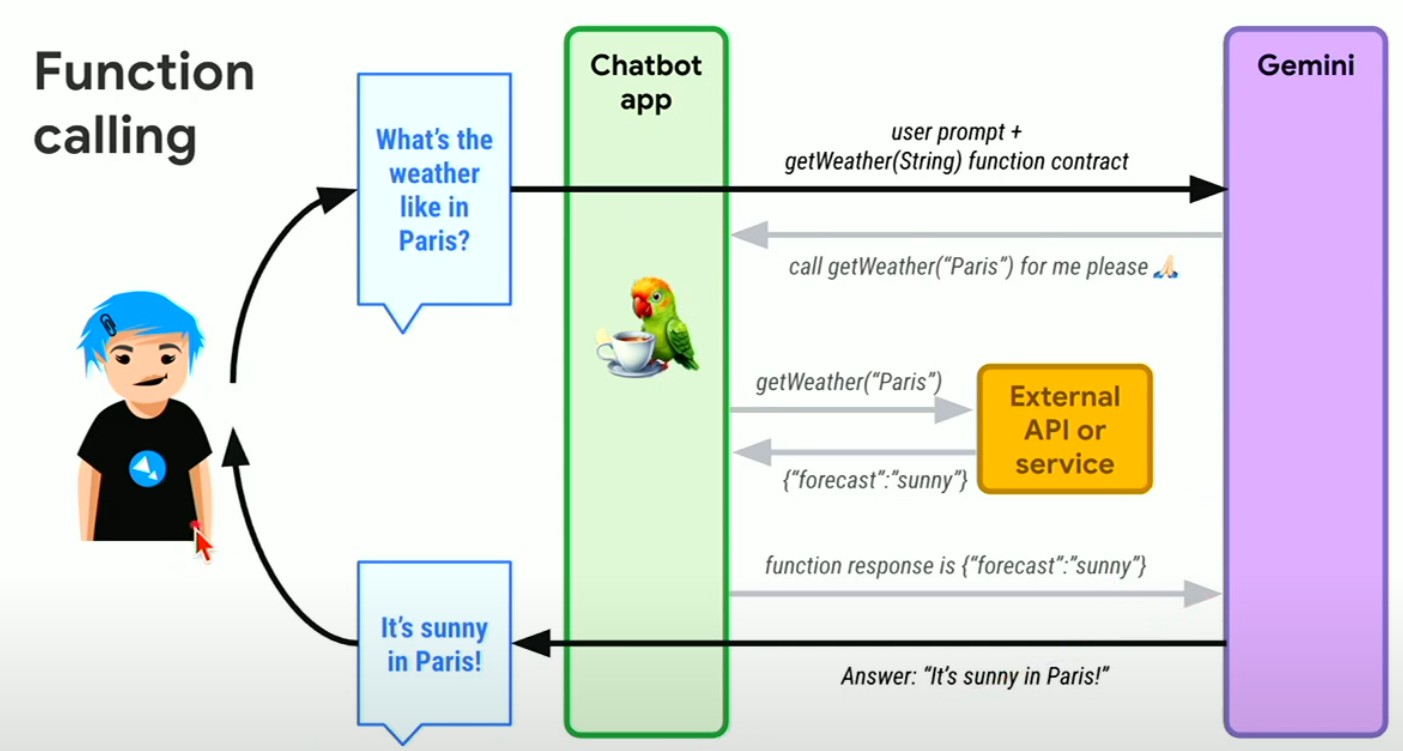 Function
calling
What's the
weather
like in
Paris?
Chatbot
app
Gemini
user prompt +
getWeather(String) function contract
call getWeather(“Paris”) for me please 🙏🏻
getWeather(“Paris”)
External
API or
service
{“forecast”:”sunny”}
function response is {“forecast”:”sunny”}
It's sunny
in Paris!
Answer: “It's sunny in Paris!”